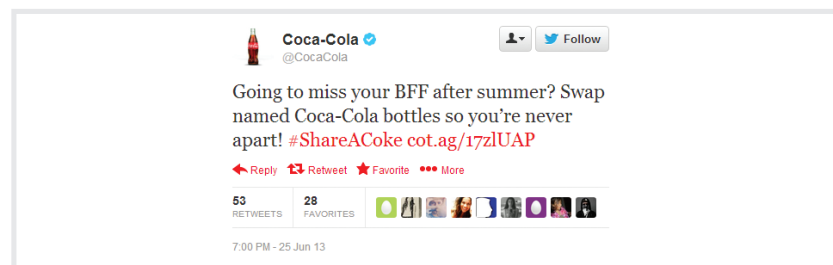 Coca-Cola
Follow
@CocaCola
Going to miss your BFF after summer? Swap
named Coca-Cola bottles so you're never
apart! #ShareACoke cot.ag/17zlUAP
Reply Retweet Favorite More
53 28
RETWEETS FAVORITES
7:00 PM - 25 Jun 13